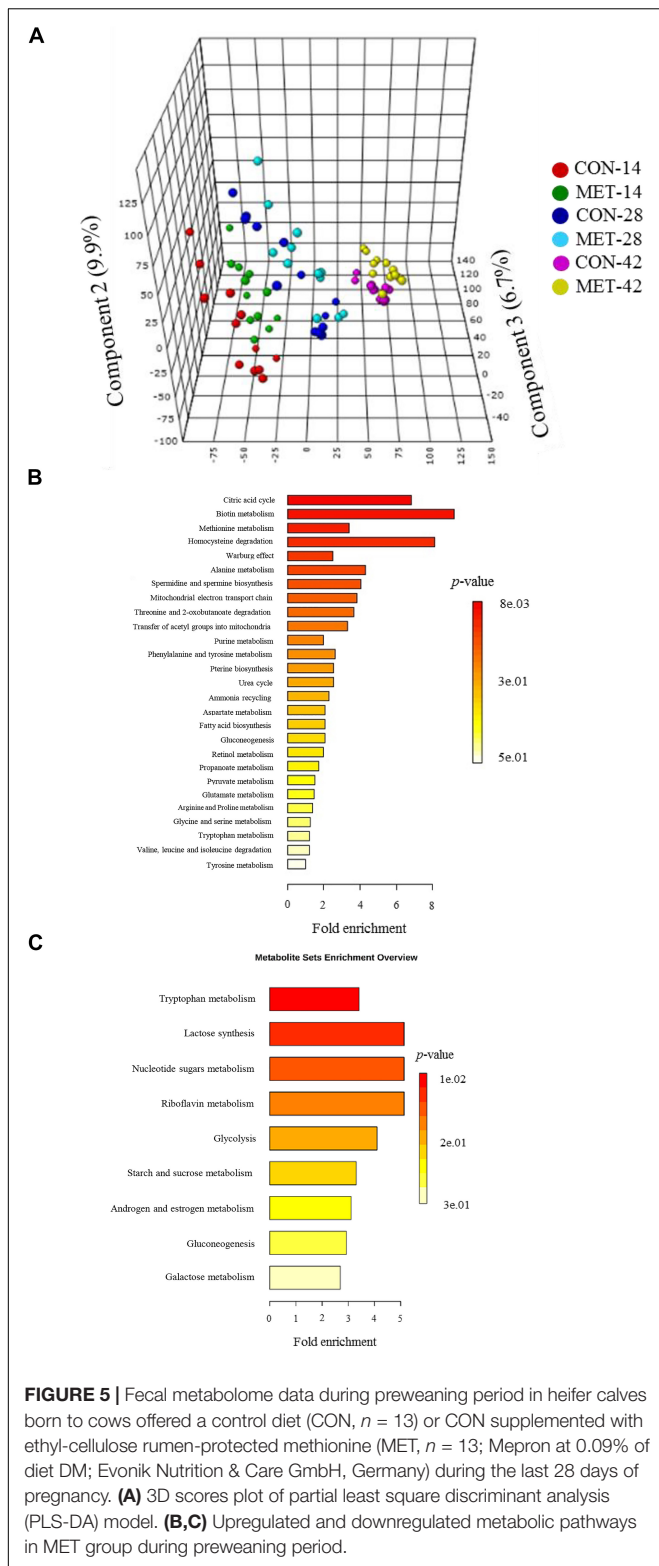 A
Component 2 (9.9%)
125
100
75
50
25
0
-25
-50
-75
-100
-75
-50
-25
0
25
50
75
100
125
150
Component 3 (6.7%)
140
120
100
80
60
40
20
0
-20
-40
CON-14
MET-14
CON-28
MET-28
CON-42
MET-42
B
Citric acid cycle
Biotin metabolism
Methionine metabolism
Homocysteine degradation
Warburg effect
Alanine metabolism
Spermidine and spermine biosynthesis
Mitochondrial electron transport chain
Threonine and 2-oxobutanoate degradation
Transfer of acetyl groups into mitochondria
Purine metabolism
Phenylalanine and tyrosine metabolism
Pterine biosynthesis
Urea cycle
Ammonia recycling
Aspartate metabolism
Fatty acid biosynthesis
Gluconeogenesis
Retinol metabolism
Propanoate metabolism
Pyruvate metabolism
Glutamate metabolism
Arginine and Proline metabolism
Glycine and serine metabolism
Tryptophan metabolism
Valine, leucine and isoleucine degradation
Tyrosine metabolism
0 2 4 6 8
Fold enrichment
p-value
8e.03
3e.01
5e.01
C
Metabolite Sets Enrichment Overview
Tryptophan metabolism
Lactose synthesis
Nucleotide sugars metabolism
Riboflavin metabolism
Glycolysis
Starch and sucrose metabolism
Androgen and estrogen metabolism
Gluconeogenesis
Galactose metabolism
0 1 2 3 4 5
Fold enrichment
p-value
1e.02
2e.01
3e.01
FIGURE 5 | Fecal metabolome data during preweaning period in heifer calves
born to cows offered a control diet (CON, n = 13) or CON supplemented with
ethyl-cellulose rumen-protected methionine (MET, n = 13; Mepron at 0.09% of
diet DM; Evonik Nutrition & Care GmbH, Germany) during the last 28 days of
pregnancy. (A) 3D scores plot of partial least square discriminant analysis
(PLS-DA) model. (B,C) Upregulated and downregulated metabolic pathways
in MET group during preweaning period.